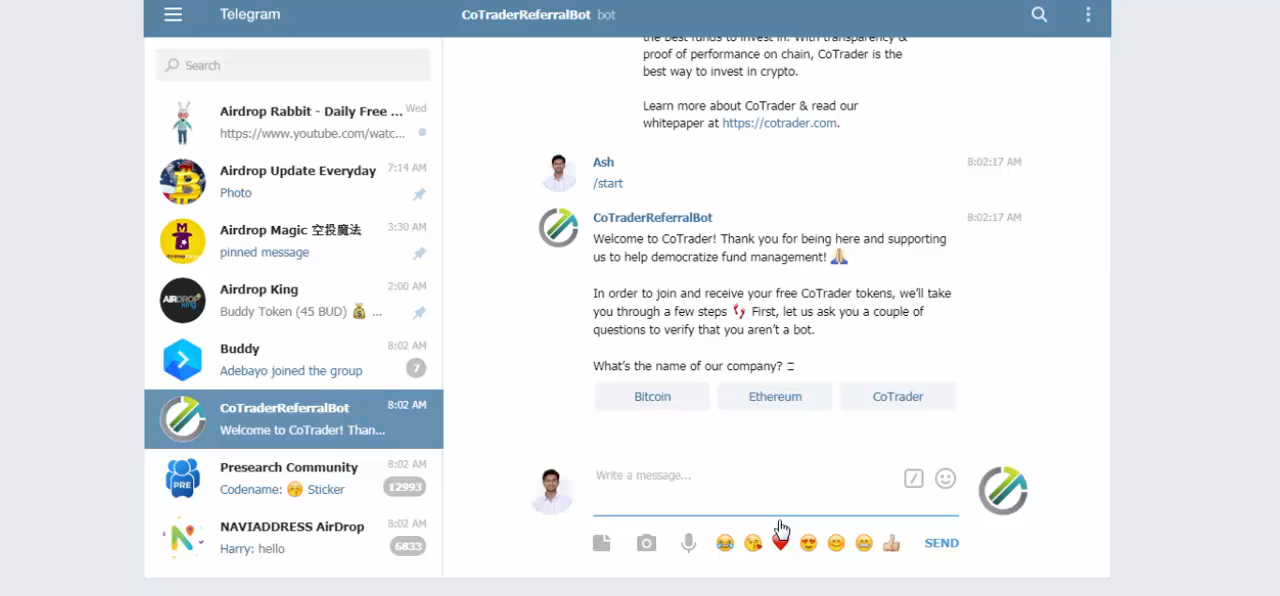 Telegram
CoTraderReferralBot bot
Search
Airdrop Rabbit - Daily Free ... Wed
https://www.youtube.com/watc...
Airdrop Update Everyday 7:14 AM
Photo
Airdrop Magic 空投魔法 3:30 AM
pinned message
AIRDROP
King
Airdrop King 2:00 AM
Buddy Token (45 BUD) 💰 ...
Buddy 8:02 AM
Adebayo joined the group 7
CoTraderReferralBot 8:02 AM
Welcome to CoTrader! Than...
PRE
Presearch Community 8:02 AM
Codename: 😚 Sticker 12993
NAVIADDRESS AirDrop 8:02 AM
Harry: hello 6833
the best funds to invest in. With transparency &
proof of performance on chain, CoTrader is the
best way to invest in crypto.
Learn more about CoTrader & read our
whitepaper at https://cotrader.com.
Ash 8:02:17 AM
/start
CoTraderReferralBot 8:02:17 AM
Welcome to CoTrader! Thank you for being here and supporting
us to help democratize fund management! 🙏
In order to join and receive your free CoTrader tokens, we'll take
you through a few steps 👣 First, let us ask you a couple of
questions to verify that you aren't a bot.
What's the name of our company?
Bitcoin Ethereum CoTrader
Write a message...
SEND